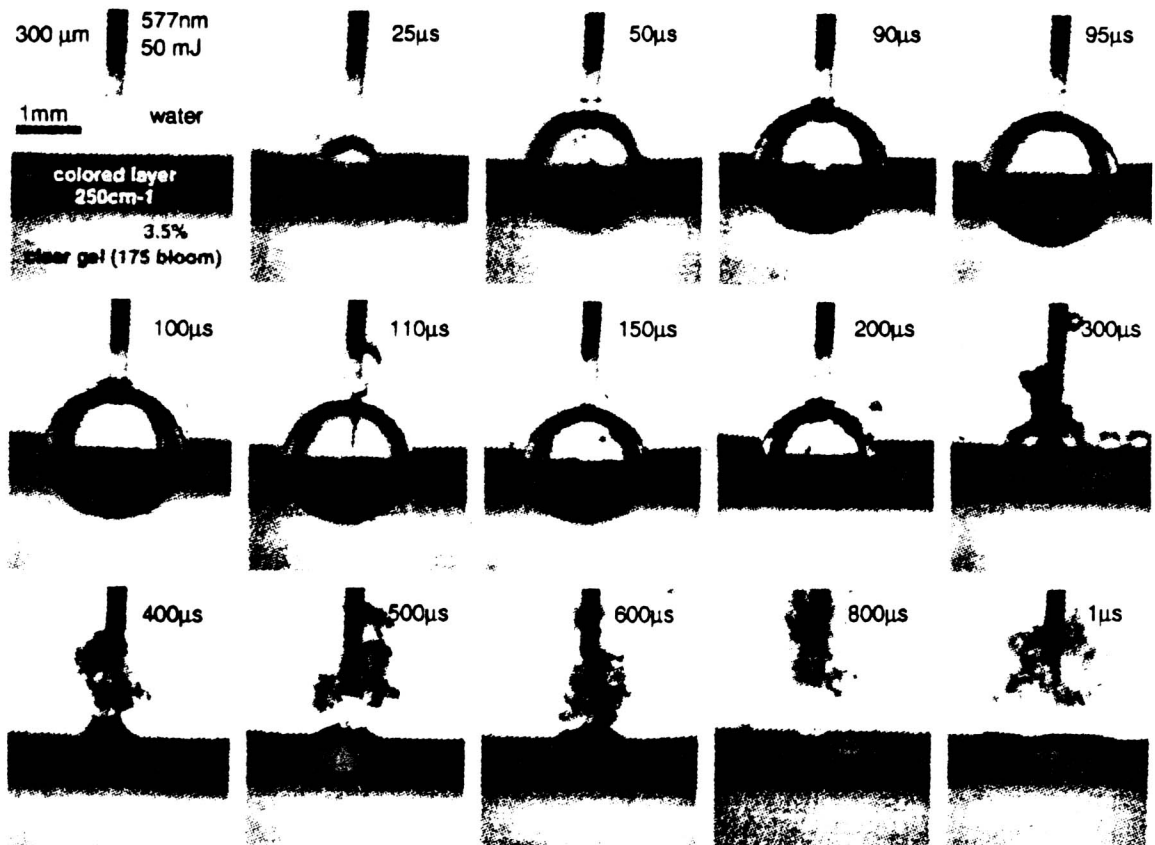 300 µm
577nm
50 mJ
1mm
water
colored layer
250cm-1
3.5%
clear gel (175 bloom)
25µs
50µs
90µs
95µs
100µs
110µs
150µs
200µs
300µs
400µs
500µs
600µs
800µs
1µs